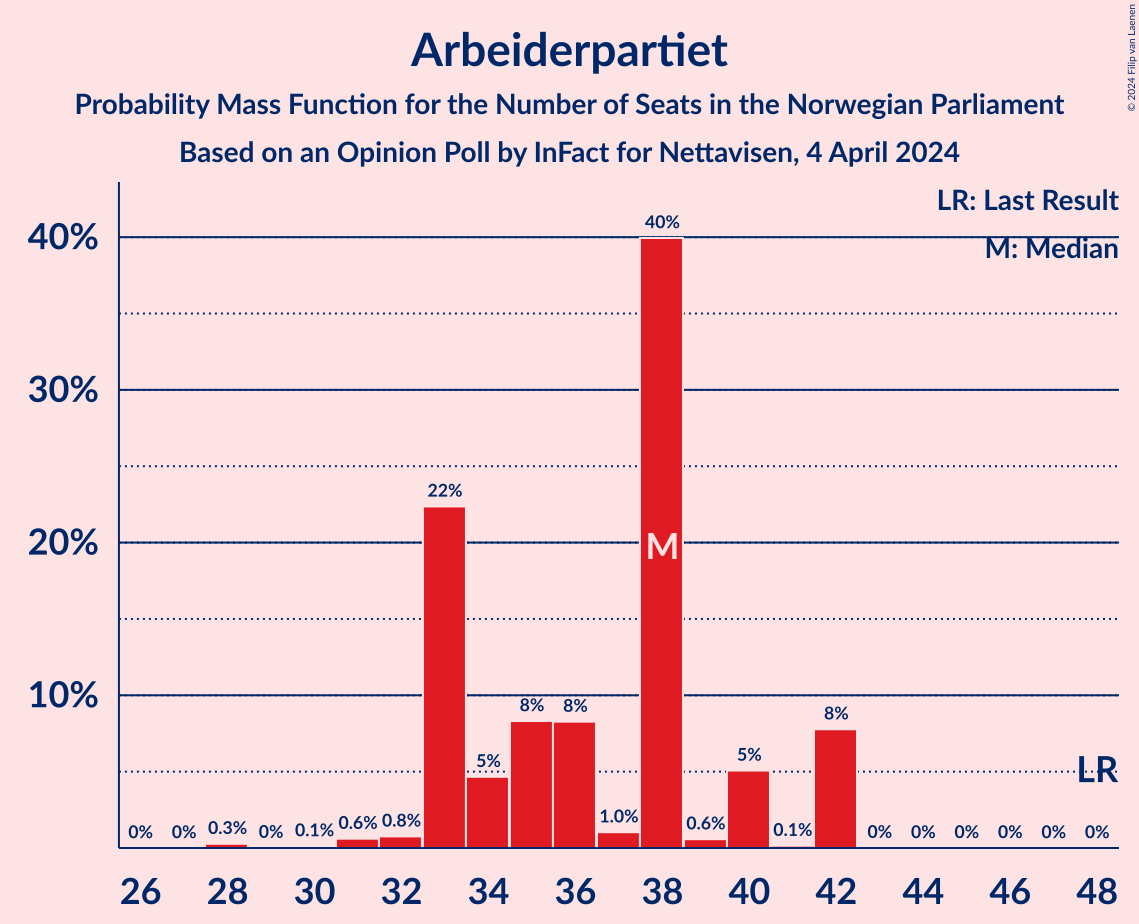 Arbeiderpartiet
Probability Mass Function for the Number of Seats in the Norwegian Parliament
Based on an Opinion Poll by InFact for Nettavisen, 4 April 2024
© 2024 Filip van Laenen
LR: Last Result
M: Median
40%
30%
20%
10%
0% 0% 0.3% 0% 0.1% 0.6% 0.8% 22% 5% 8% 8% 1.0% 40% 0.6% 5% 0.1% 8% 0% 0% 0% 0% 0% 0%
M
LR
26 28 30 32 34 36 38 40 42 44 46 48